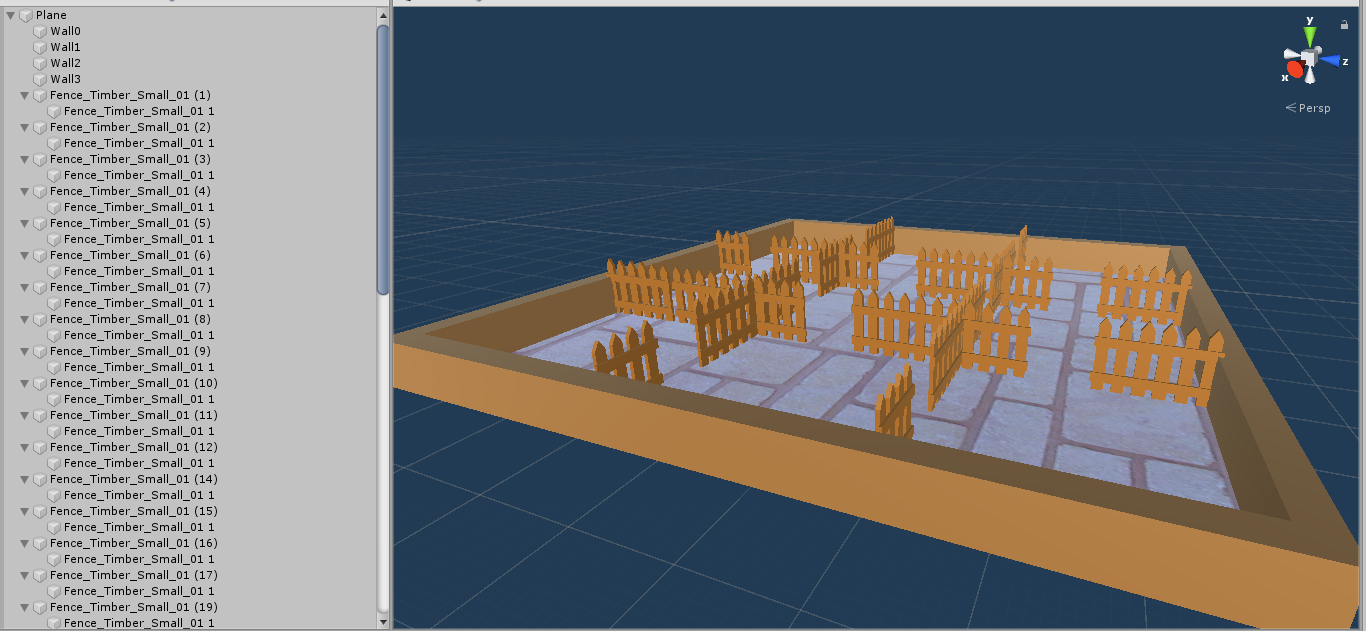 Plane
Wall0
Wall1
Wall2
Wall3
Fence_Timber_Small_01 (1)
Fence_Timber_Small_01 1
Fence_Timber_Small_01 (2)
Fence_Timber_Small_01 1
Fence_Timber_Small_01 (3)
Fence_Timber_Small_01 1
Fence_Timber_Small_01 (4)
Fence_Timber_Small_01 1
Fence_Timber_Small_01 (5)
Fence_Timber_Small_01 1
Fence_Timber_Small_01 (6)
Fence_Timber_Small_01 1
Fence_Timber_Small_01 (7)
Fence_Timber_Small_01 1
Fence_Timber_Small_01 (8)
Fence_Timber_Small_01 1
Fence_Timber_Small_01 (9)
Fence_Timber_Small_01 1
Fence_Timber_Small_01 (10)
Fence_Timber_Small_01 1
Fence_Timber_Small_01 (11)
Fence_Timber_Small_01 1
Fence_Timber_Small_01 (12)
Fence_Timber_Small_01 1
Fence_Timber_Small_01 (14)
Fence_Timber_Small_01 1
Fence_Timber_Small_01 (15)
Fence_Timber_Small_01 1
Fence_Timber_Small_01 (16)
Fence_Timber_Small_01 1
Fence_Timber_Small_01 (17)
Fence_Timber_Small_01 1
Fence_Timber_Small_01 (19)
Fence_Timber_Small_01 1
y
z
x
Persp